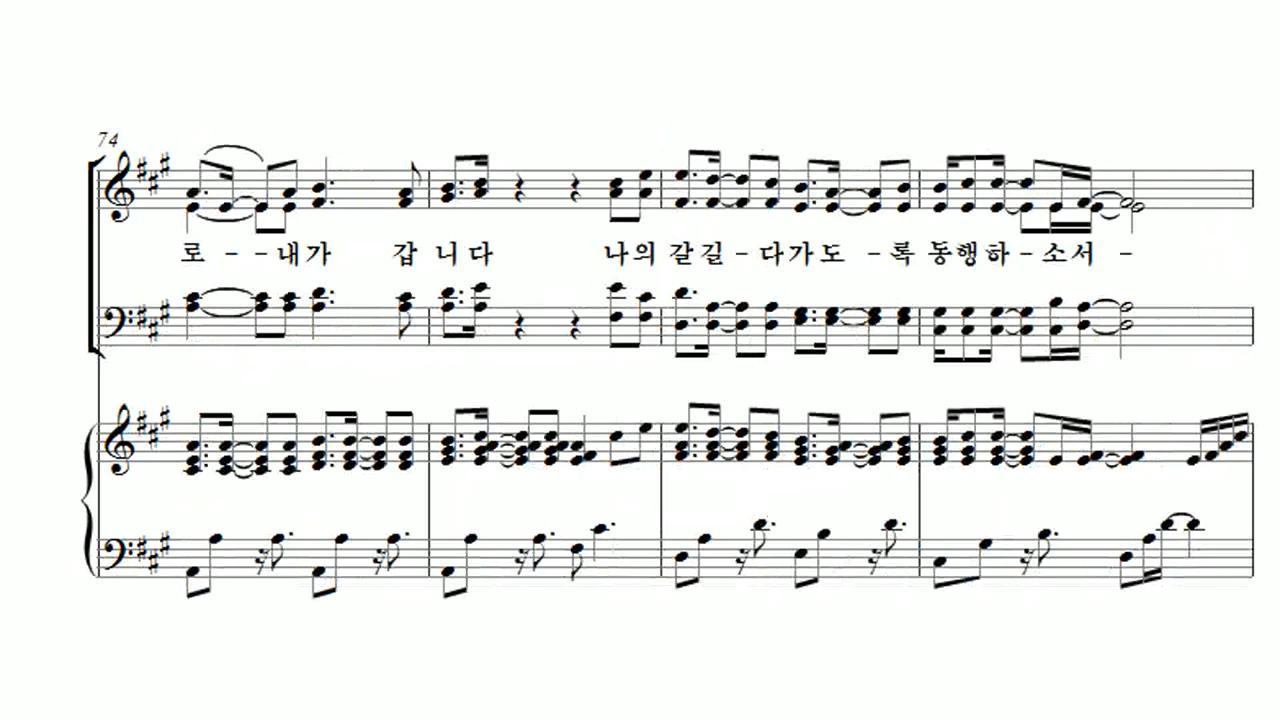 74
로 - - 내 가 갑 니 다 나 의 갈 길 - 다 가 도 - 록 동 행 하 - 소 서 -